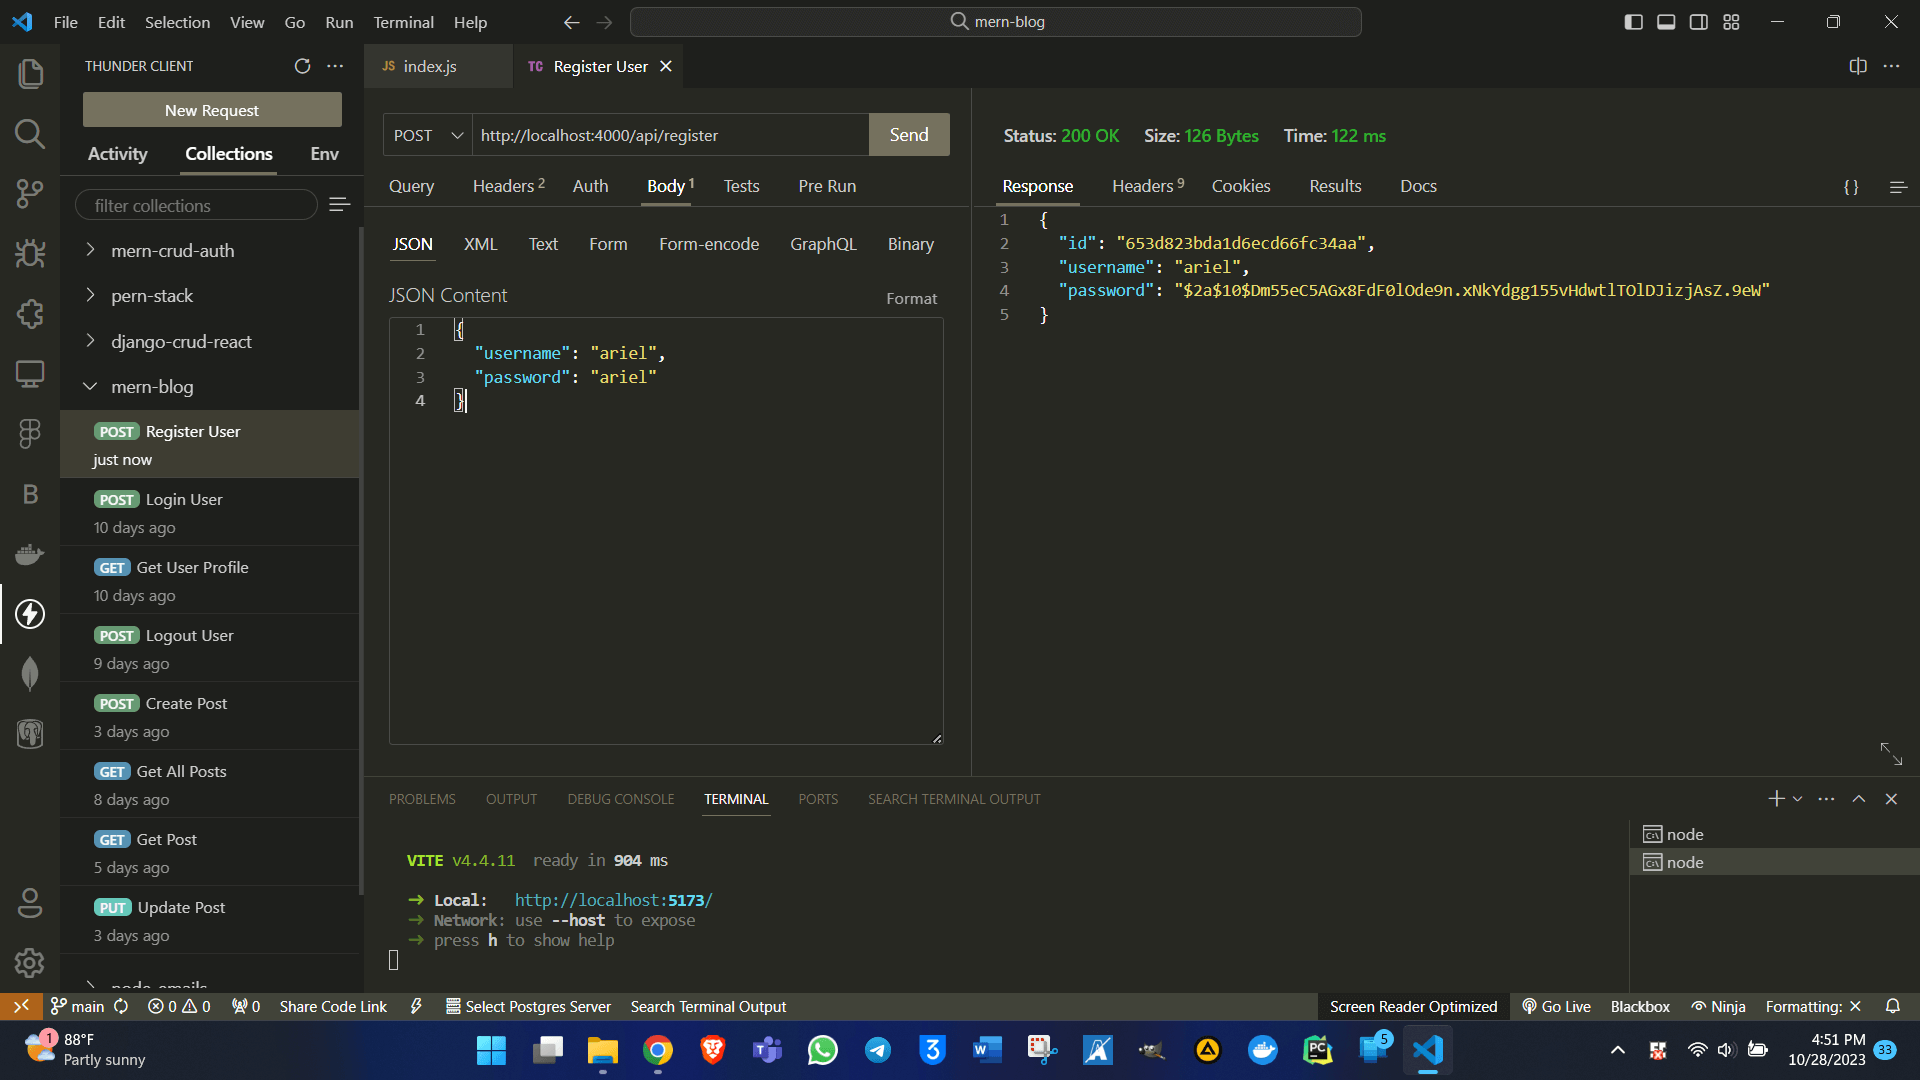 File Edit Selection View Go Run Terminal Help
mern-blog
THUNDER CLIENT
New Request
Activity Collections Env
filter collections
mern-crud-auth
pern-stack
django-crud-react
mern-blog
POST Register User
just now
POST Login User
10 days ago
GET Get User Profile
10 days ago
POST Logout User
9 days ago
POST Create Post
3 days ago
GET Get All Posts
8 days ago
GET Get Post
5 days ago
PUT Update Post
3 days ago
JS index.js TC Register User
POST http://localhost:4000/api/register Send
Query Headers 2 Auth Body 1 Tests Pre Run
JSON XML Text Form Form-encode GraphQL Binary
JSON Content Format
1 {
2 "username": "ariel",
3 "password": "ariel"
4 }
Status: 200 OK Size: 126 Bytes Time: 122 ms
Response Headers 9 Cookies Results Docs {}
1 {
2 "id": "653d823bda1d6ecd66fc34aa",
3 "username": "ariel",
4 "password": "$2a$10$Dm55eC5AGx8FdF0lOde9n.xNkYdgg155vHdwtlTOlDJizjAsZ.9eW"
5 }
PROBLEMS OUTPUT DEBUG CONSOLE TERMINAL PORTS SEARCH TERMINAL OUTPUT
VITE v4.4.11 ready in 904 ms
➜ Local: http://localhost:5173/
➜ Network: use --host to expose
➜ press h to show help
node
node
main 0 0 0 Share Code Link Select Postgres Server Search Terminal Output Screen Reader Optimized Go Live Blackbox Ninja Formatting: ✕
1 88°F
Partly sunny
5
4:51 PM
10/28/2023 33